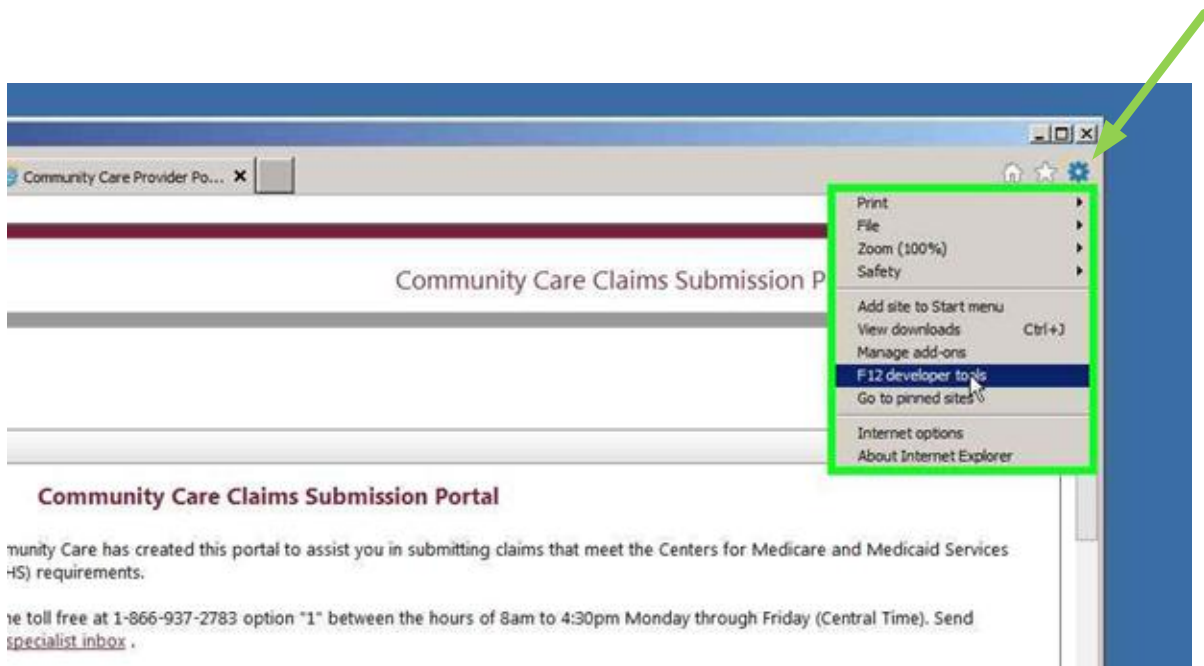 Community Care Provider Po...
Print
File
Zoom (100%)
Safety
Add site to Start menu
View downloads Ctrl+J
Manage add-ons
F12 developer tools
Go to pinned sites
Internet options
About Internet Explorer
Community Care Claims Submission P
Community Care Claims Submission Portal
munity Care has created this portal to assist you in submitting claims that meet the Centers for Medicare and Medicaid Services
HS) requirements.
ne toll free at 1-866-937-2783 option "1" between the hours of 8am to 4:30pm Monday through Friday (Central Time). Send
specialist inbox .